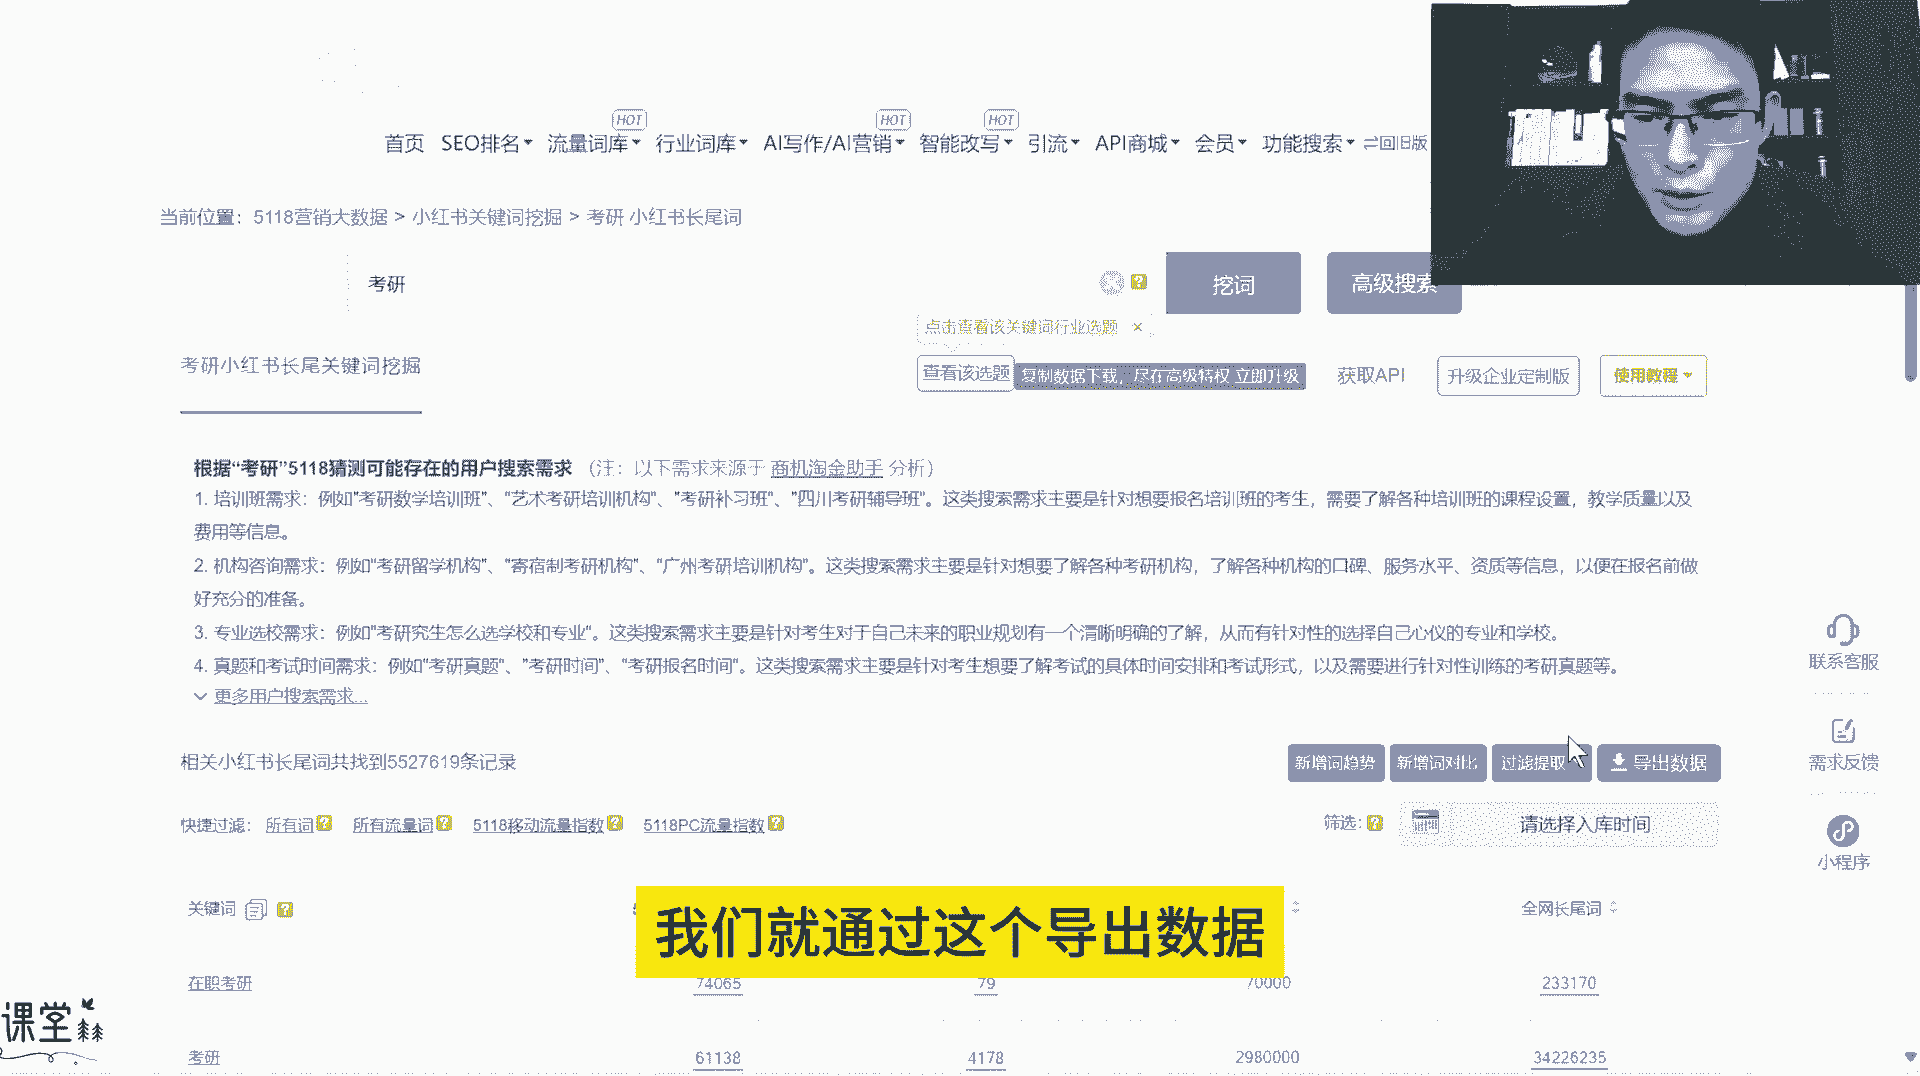 HOT HOT HOT
首页 SEO排名 流量词库 行业词库 AI写作/AI营销 智能改写 引流 API商城 会员 功能搜索 回旧版
当前位置：5118营销大数据 > 小红书关键词挖掘 > 考研 小红书长尾词
考研 挖词 高级搜索
点击查看该关键词行业选题 ×
考研小红书长尾关键词挖掘
查看该选题 复制数据下载，尽在高级特权 立即升级 获取API 升级企业定制版 使用教程
根据“考研”5118猜测可能存在的用户搜索需求 （注：以下需求来源于 商机淘金助手 分析）
1. 培训班需求：例如"考研数学培训班"、"艺术考研培训机构"、"考研补习班"、"四川考研辅导班"。这类搜索需求主要是针对想要报名培训班的考生，需要了解各种培训班的课程设置，教学质量以及
费用等信息。
2. 机构咨询需求：例如"考研留学机构"、"寄宿制考研机构"、"广州考研培训机构"。这类搜索需求主要是针对想要了解各种考研机构，了解各种机构的口碑、服务水平、资质等信息，以便在报名前做
好充分的准备。
3. 专业选校需求：例如"考研究生怎么选学校和专业"。这类搜索需求主要是针对考生对于自己未来的职业规划有一个清晰明确的了解，从而有针对性的选择自己心仪的专业和学校。
4. 真题和考试时间需求：例如"考研真题"、"考研时间"、"考研报名时间"。这类搜索需求主要是针对考生想要了解考试的具体时间安排和考试形式，以及需要进行针对性训练的考研真题等。
更多用户搜索需求...
联系客服
需求反馈
小程序
相关小红书长尾词共找到5527619条记录 新增词趋势 新增词对比 过滤提取 导出数据
快捷过滤： 所有词 所有流量词 5118移动流量指数 5118PC流量指数 筛选: 请选择入库时间
关键词 全网长尾词
我们就通过这个导出数据
在职考研 74065 79 70000 233170
考研 61138 4178 2980000 34226235
课堂